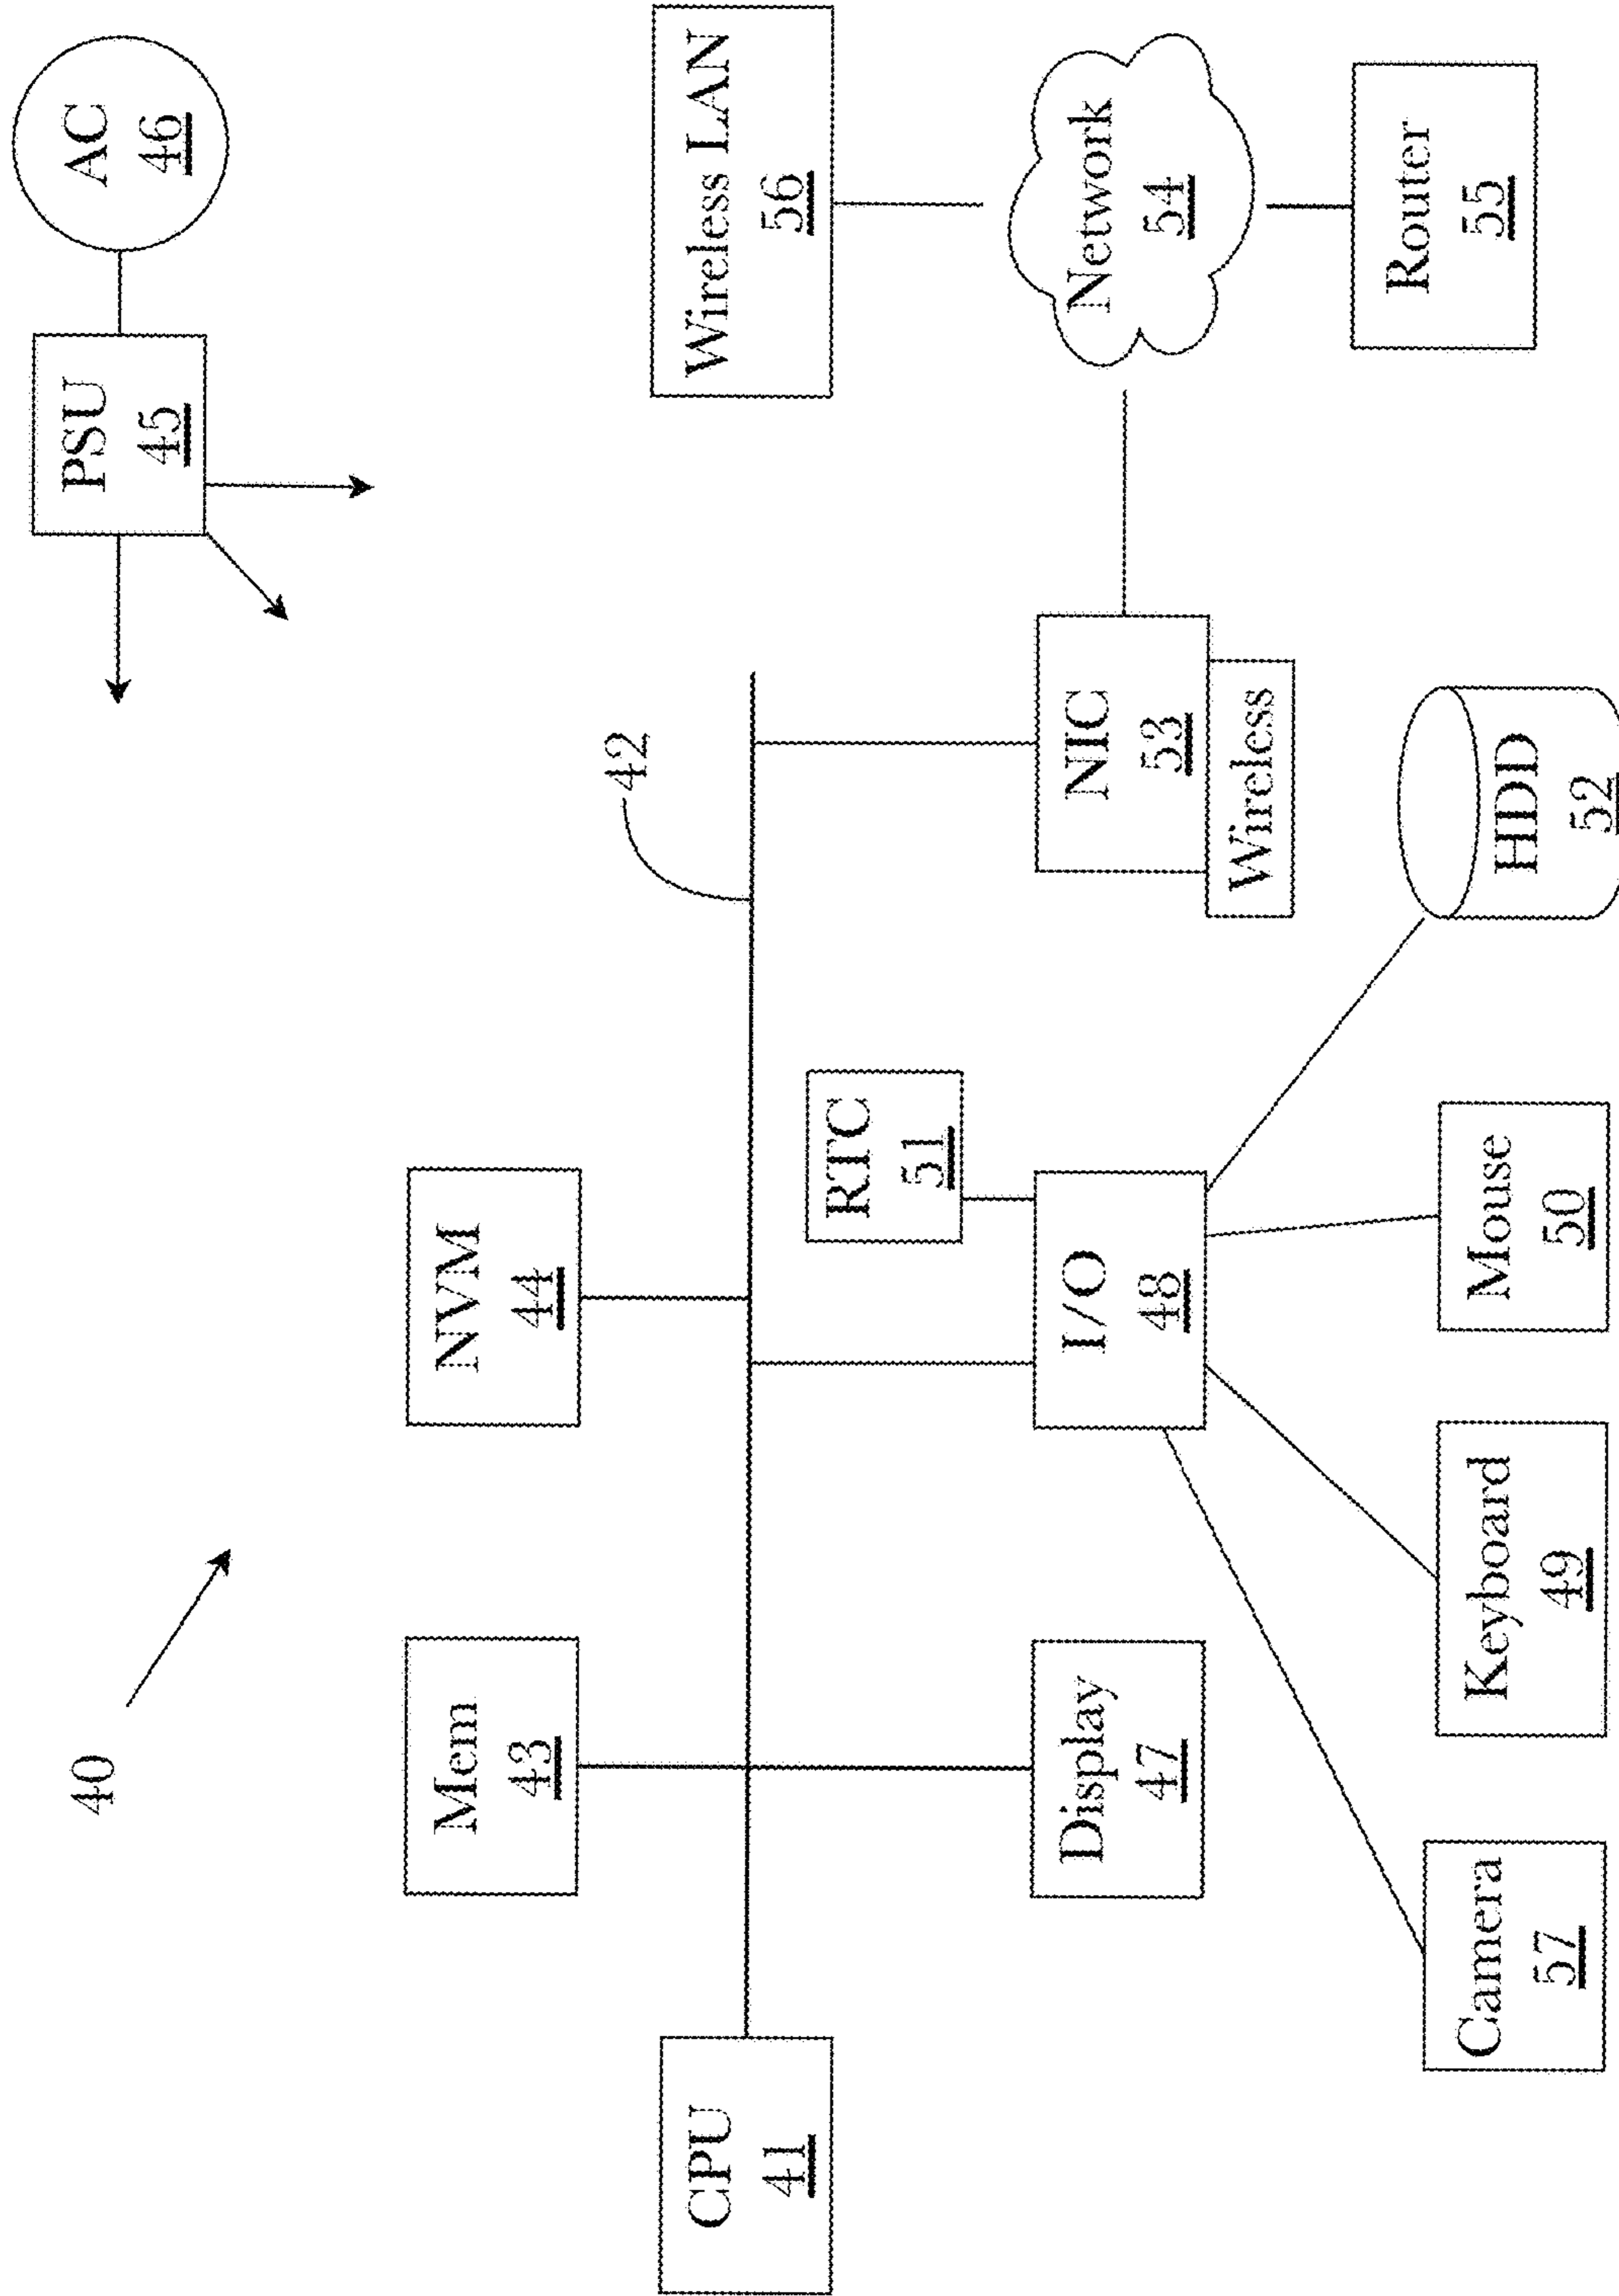 40
AC
46
PSU
45
Mem
43
NVM
44
42
CPU
41
Wireless LAN
56
RTC
51
Display
47
I/O
48
NIC
53
Wireless
Network
54
Camera
57
Keyboard
49
Mouse
50
HDD
52
Router
55